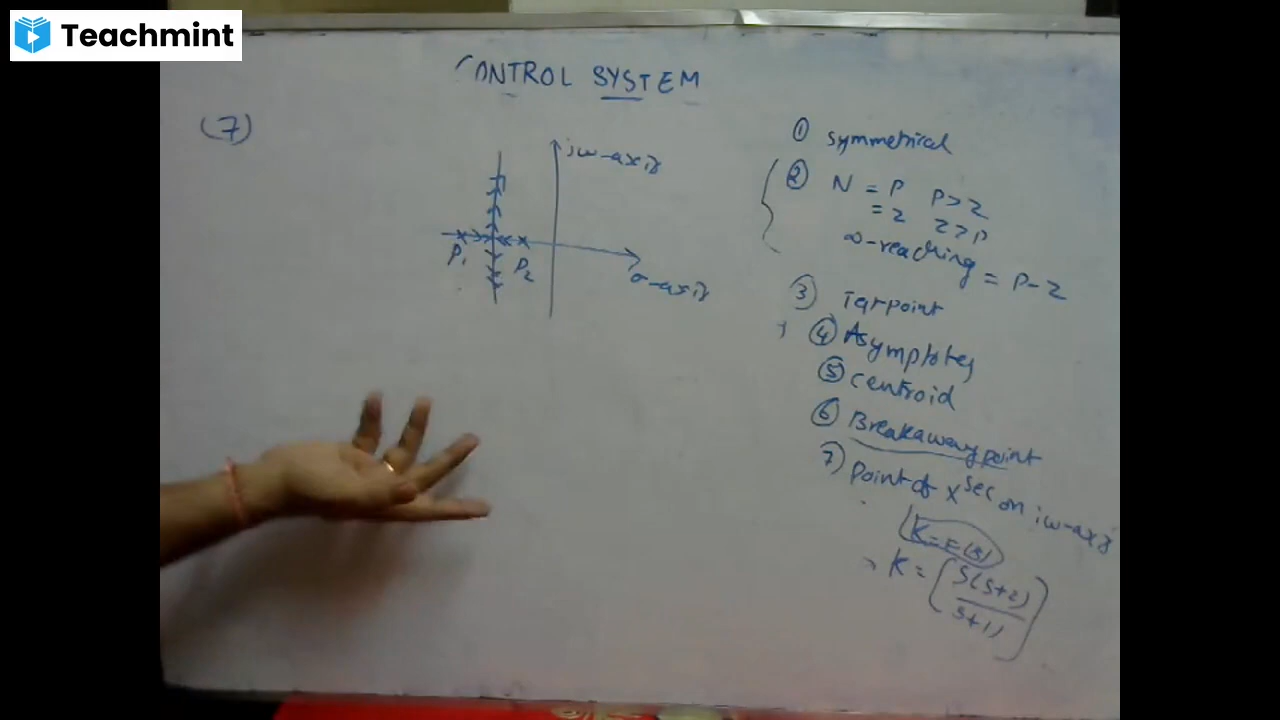 Teachmint
CONTROL SYSTEM
(7)
jω-axis
P1
P2
σ-axis
① symmetrical
② N = P P>Z
= Z Z>P
∞-reaching = P-Z
③
④ Asymptotes
⑤ centroid
⑥ Breakaway point
7) Point of Xsec on jω-axis
K=F(s)
K = (S(S+2)/S+1)